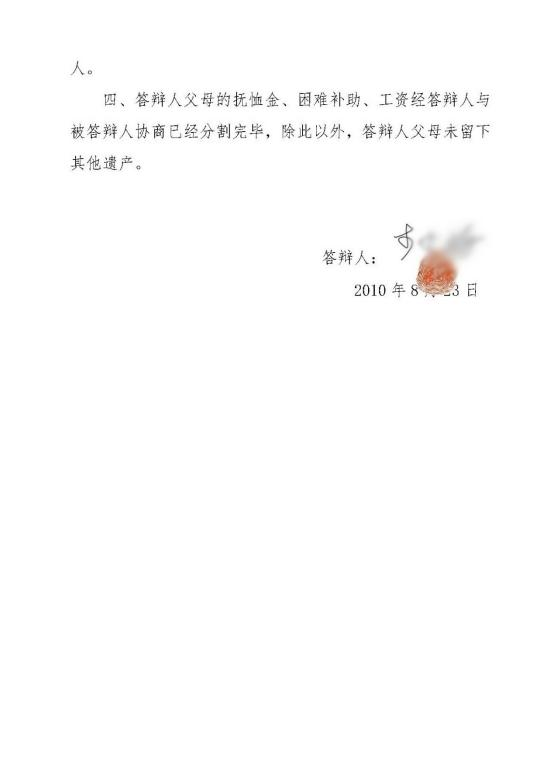 人。
四、答辩人父母的抚恤金、困难补助、工资经答辩人与
被答辩人协商已经分割完毕，除此以外，答辩人父母未留下
其他遗产。
答辩人：
2010 年 8 月 23 日